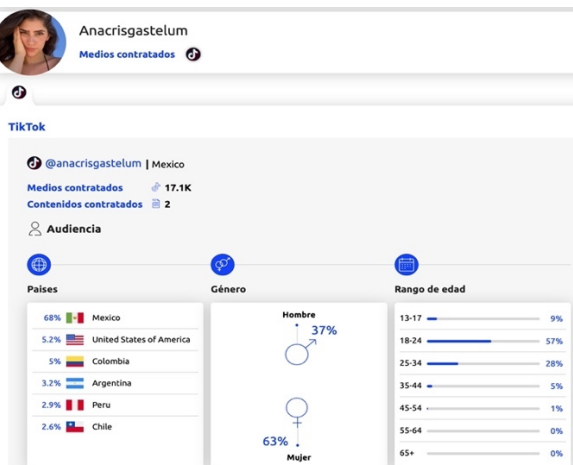 Anacrisgastelum
Medios contratados
TikTok
@anacrisgastelum | Mexico
Medios contratados 17.1K
Contenidos contratados 2
Audiencia
Paises
68% Mexico
5.2% United States of America
5% Colombia
3.2% Argentina
2.9% Peru
2.6% Chile
Género
Hombre
37%
63%
Mujer
Rango de edad
13-17 9%
18-24 57%
25-34 28%
35-44 5%
45-54 1%
55-64 0%
65+ 0%